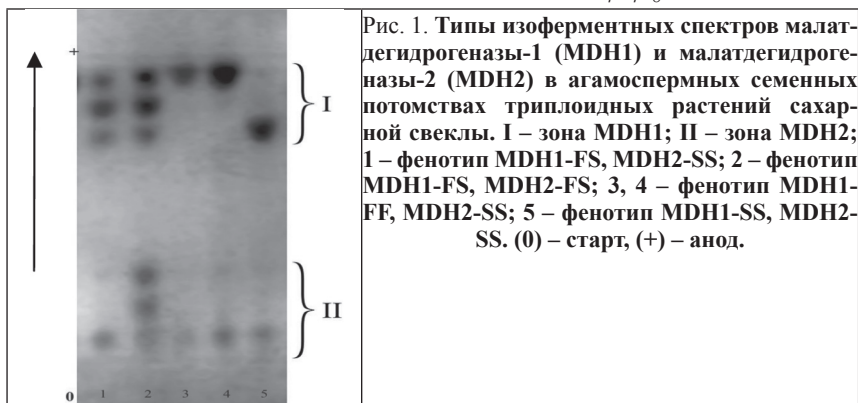 Рис. 1. Типы изоферментных спектров малат-
дегидрогеназы-1 (MDH1) и малатдегидроге-
назы-2 (MDH2) в агамоспермных семенных
потомствах триплоидных растений сахар-
ной свеклы. I – зона MDH1; II – зона MDH2;
1 – фенотип MDH1-FS, MDH2-SS; 2 – фенотип
MDH1-FS, MDH2-FS; 3, 4 – фенотип MDH1-
FF, MDH2-SS; 5 – фенотип MDH1-SS, MDH2-
SS. (0) – старт, (+) – анод.
+
I
II
0 1 2 3 4 5